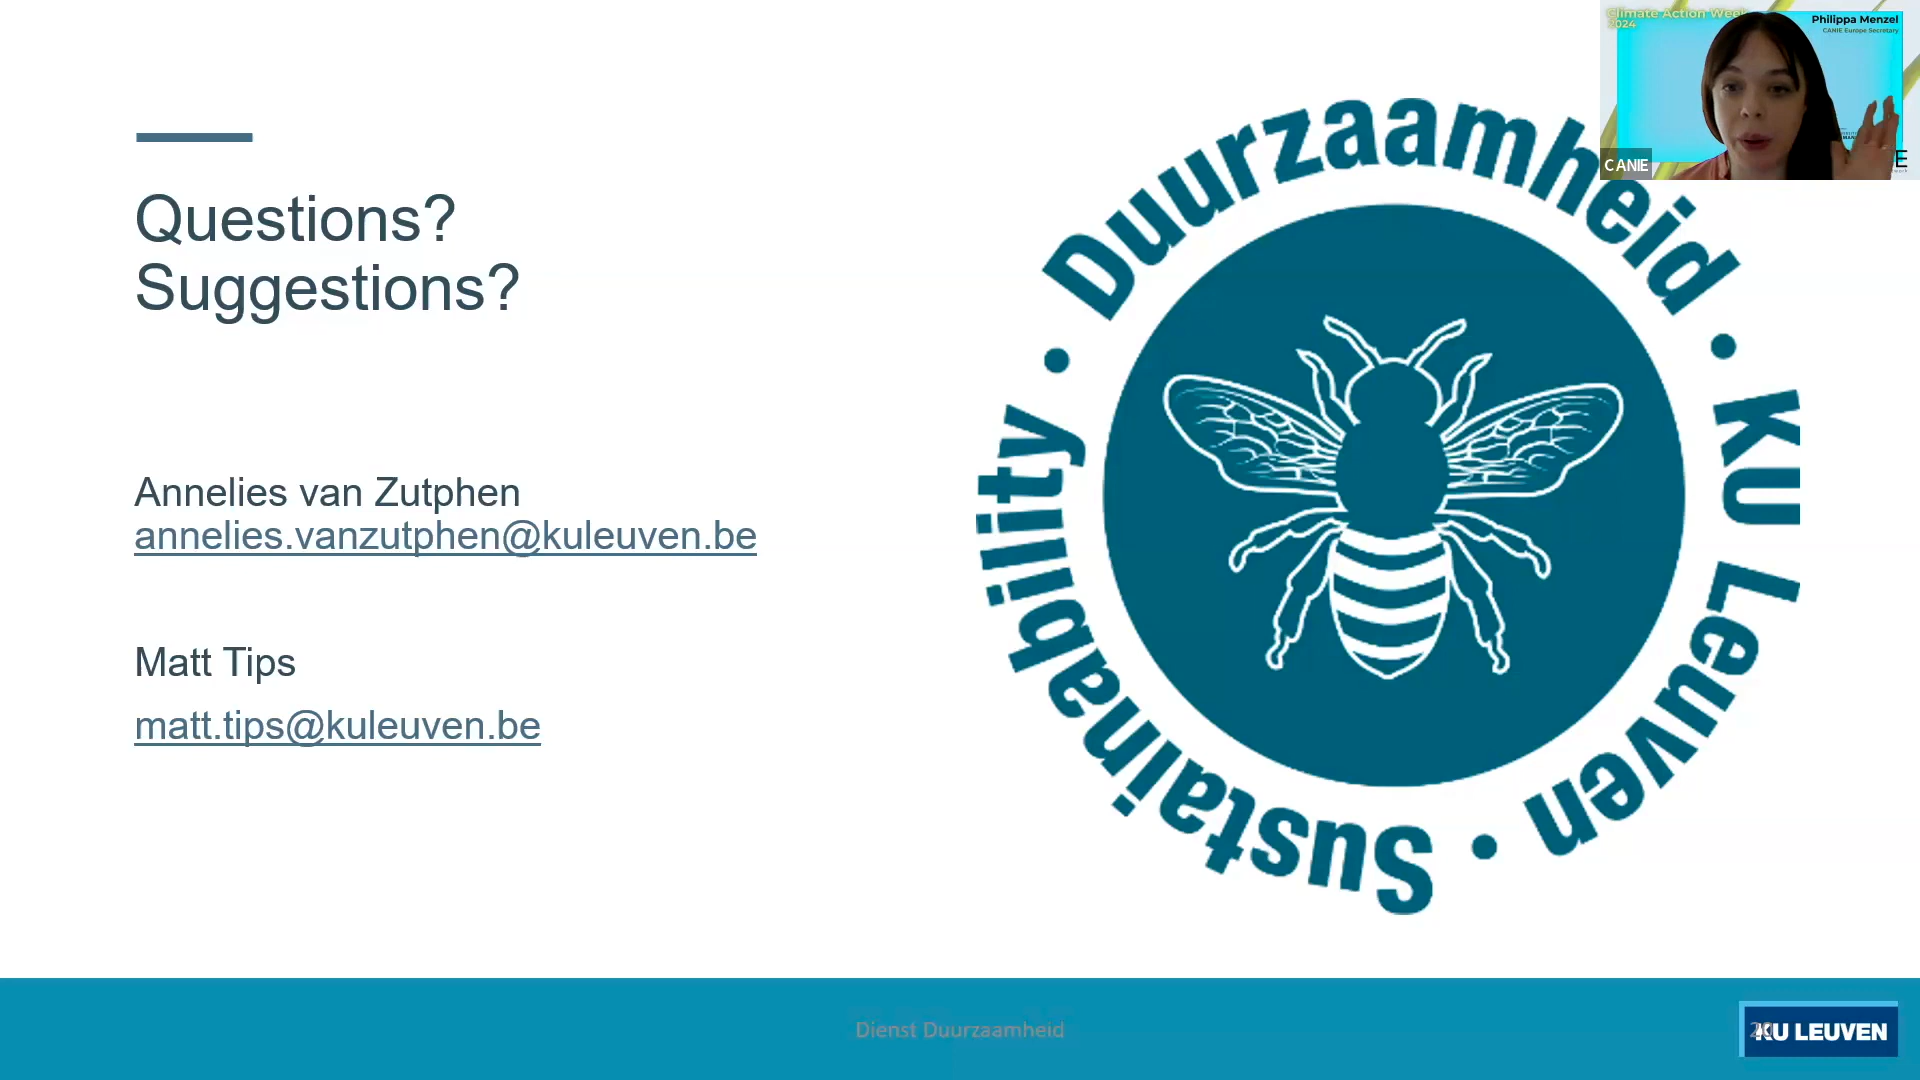 Climate Action Week
2024
Philippa Menzel
CANIE Europe Secretary
CANIE
Questions?
Suggestions?
Annelies van Zutphen
annelies.vanzutphen@kuleuven.be
Matt Tips
matt.tips@kuleuven.be
Duurzaamheid • KU Leuven • Sustainability •
Dienst Duurzaamheid
20
KU LEUVEN